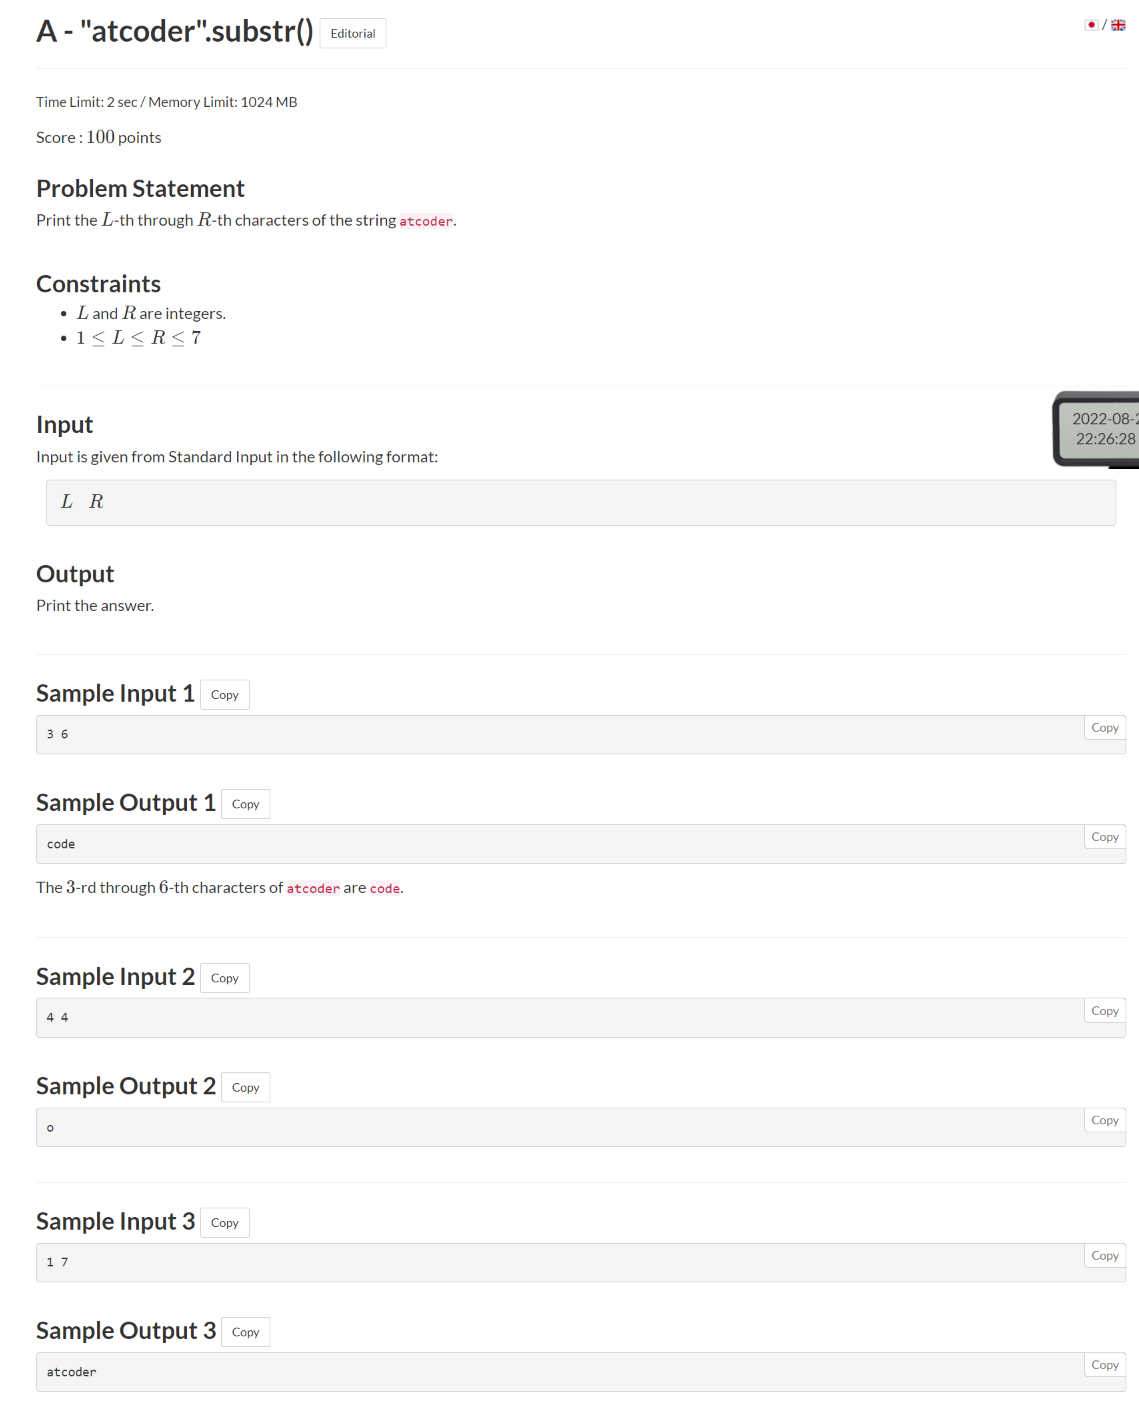 A - "atcoder".substr() Editorial
/
Time Limit: 2 sec / Memory Limit: 1024 MB
Score : 100 points
Problem Statement
Print the L-th through R-th characters of the string atcoder.
Constraints
• L and R are integers.
• 1 ≤ L ≤ R ≤ 7
Input
2022-08-2
22:26:28
Input is given from Standard Input in the following format:
L R
Output
Print the answer.
Sample Input 1 Copy
Copy
3 6
Sample Output 1 Copy
Copy
code
The 3-rd through 6-th characters of atcoder are code.
Sample Input 2 Copy
Copy
4 4
Sample Output 2 Copy
Copy
o
Sample Input 3 Copy
Copy
1 7
Sample Output 3 Copy
Copy
atcoder